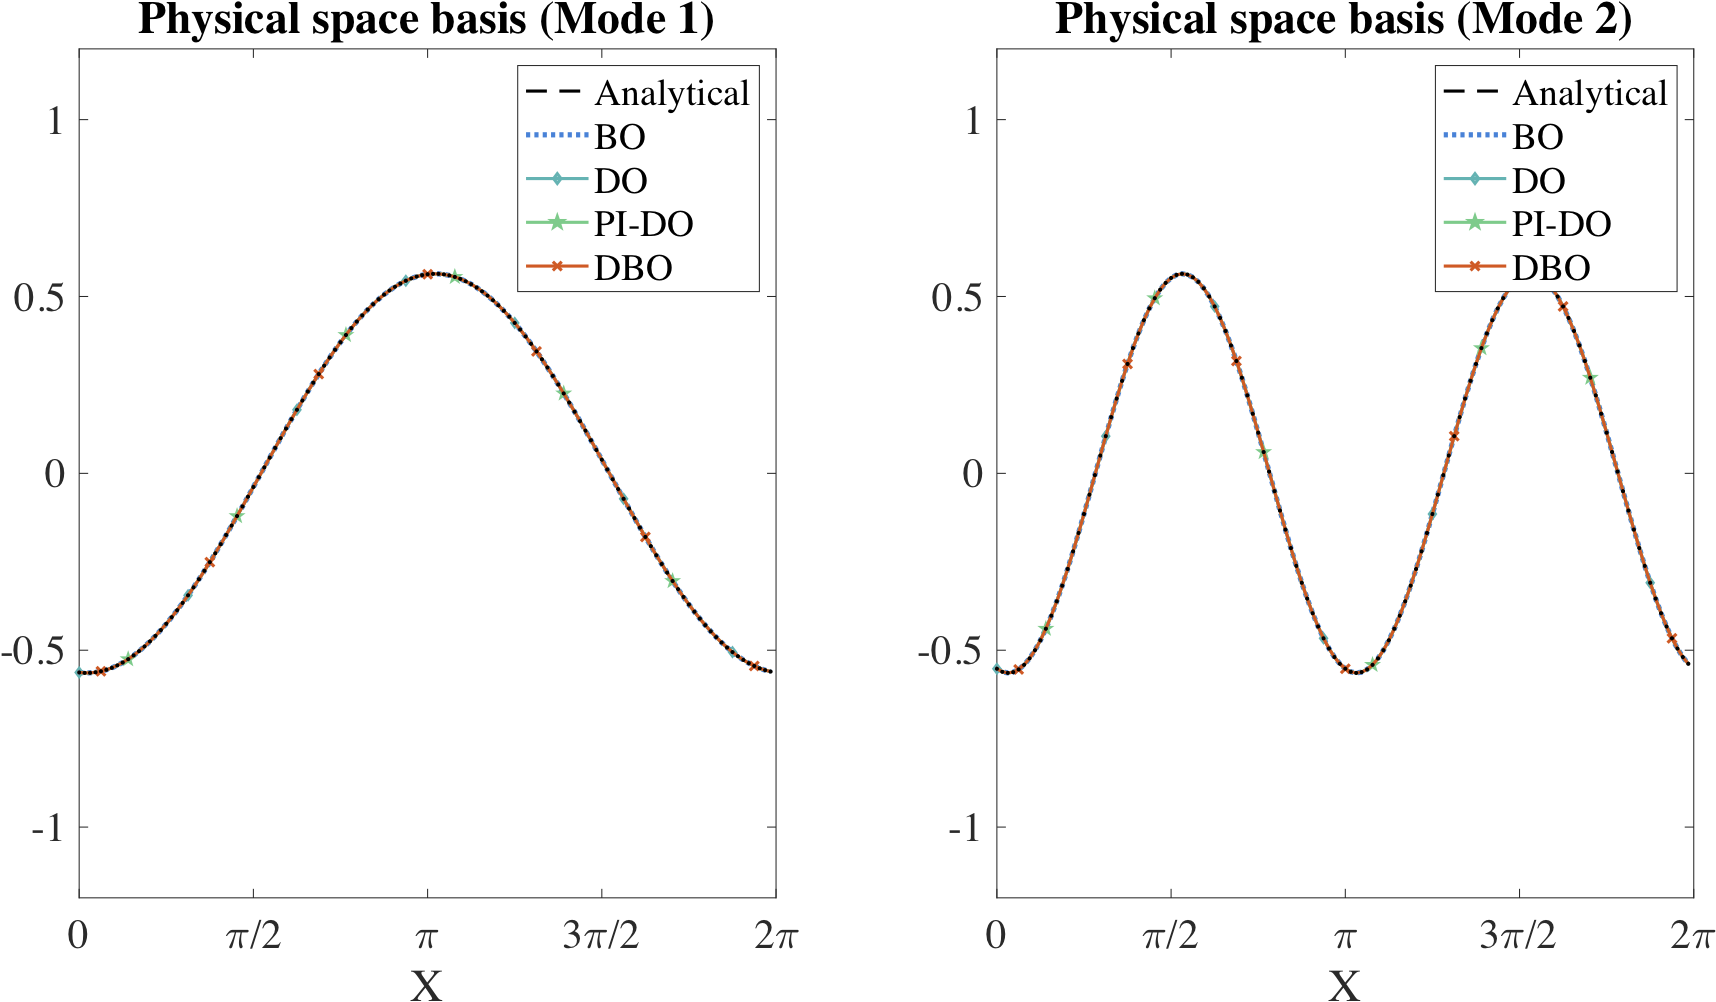 Physical space basis (Mode 1)
Analytical
BO
DO
PI-DO
DBO
1
0.5
0
-0.5
-1
0
π/2
π
3π/2
2π
X
Physical space basis (Mode 2)
Analytical
BO
DO
PI-DO
DBO
1
0.5
0
-0.5
-1
0
π/2
π
3π/2
2π
X